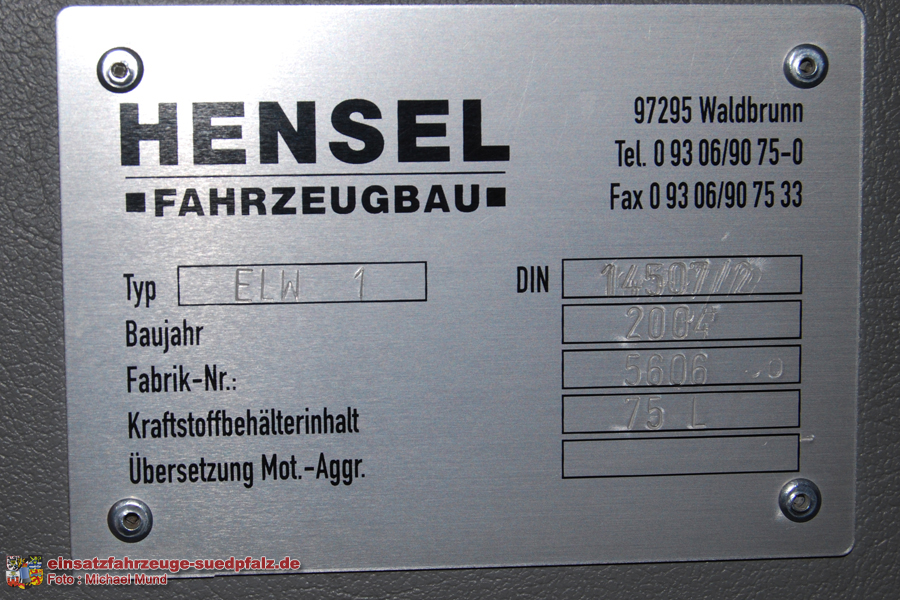 HENSEL
FAHRZEUGBAU
97295 Waldbrunn
Tel. 0 93 06/90 75-0
Fax 0 93 06/90 75 33
Typ ELW 1 DIN 14507/2
Baujahr 2004
Fabrik-Nr.: 5606
Kraftstoffbehälterinhalt 75 L
Übersetzung Mot.-Aggr.
einsatzfahrzeuge-suedpfalz.de
Foto : Michael Mund